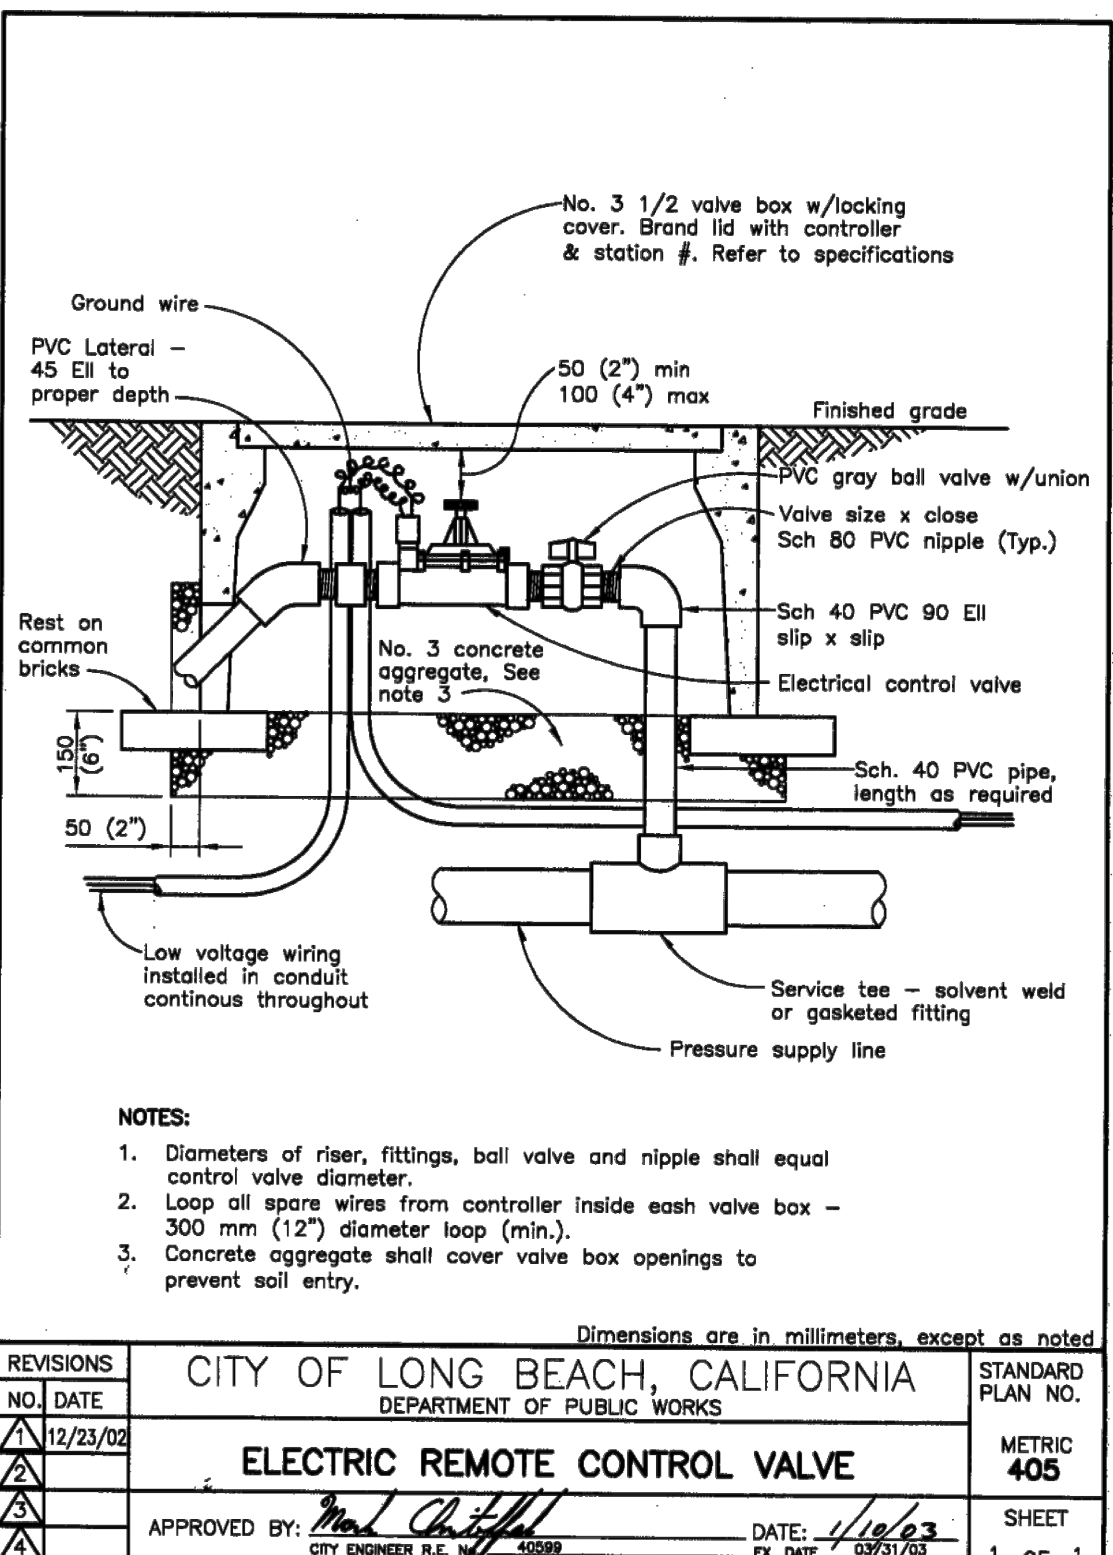 No. 3 1/2 valve box w/locking
cover. Brand lid with controller
& station #. Refer to specifications
Ground wire
PVC Lateral –
45 Ell to
proper depth
50 (2") min
100 (4") max
Finished grade
PVC gray ball valve w/union
Valve size x close
Sch 80 PVC nipple (Typ.)
Rest on
common
bricks
No. 3 concrete
aggregate, See
note 3
Sch 40 PVC 90 Ell
slip x slip
Electrical control valve
150
(6")
Sch. 40 PVC pipe,
length as required
50 (2")
Low voltage wiring
installed in conduit
continous throughout
Service tee – solvent weld
or gasketed fitting
Pressure supply line
NOTES:
1. Diameters of riser, fittings, ball valve and nipple shall equal
control valve diameter.
2. Loop all spare wires from controller inside eash valve box –
300 mm (12") diameter loop (min.).
3. Concrete aggregate shall cover valve box openings to
prevent soil entry.
Dimensions are in millimeters, except as noted
REVISIONS
NO. DATE
1 12/23/02
2
3
4
CITY OF LONG BEACH, CALIFORNIA
DEPARTMENT OF PUBLIC WORKS
ELECTRIC REMOTE CONTROL VALVE
APPROVED BY:
CITY ENGINEER R.E. No. 40599
DATE: 1/10/03
EX. DATE 03/31/03
STANDARD
PLAN NO.
METRIC
405
SHEET
1 OF 1